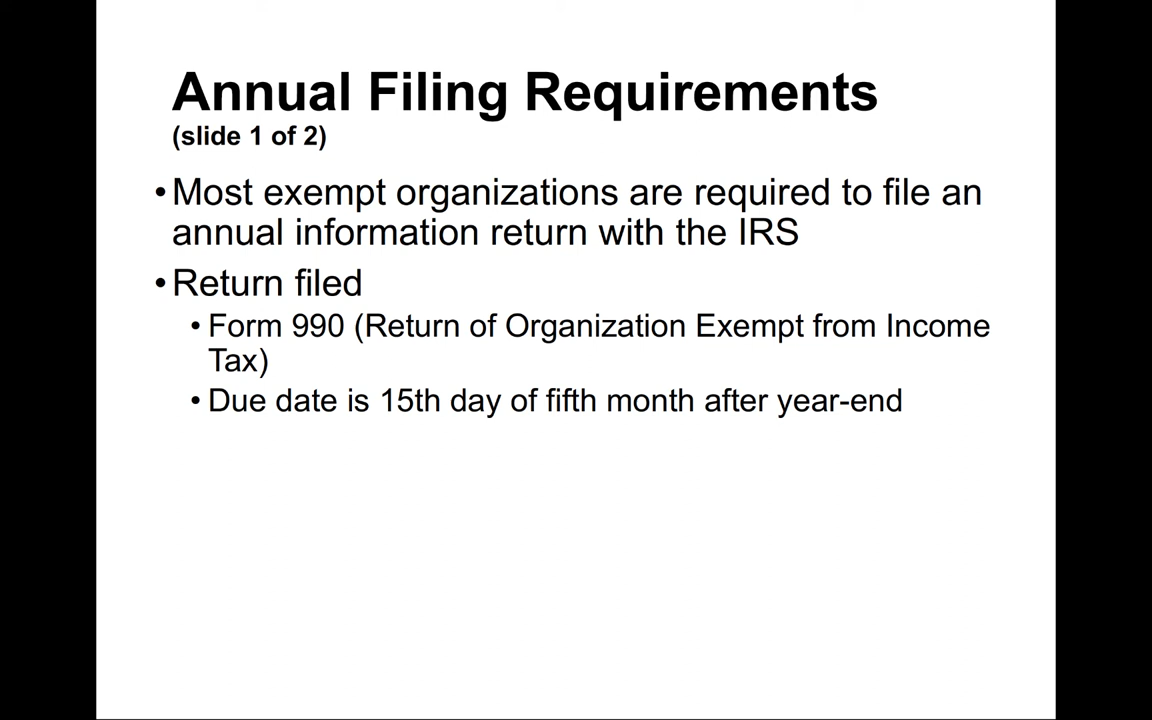 Annual Filing Requirements
(slide 1 of 2)
•Most exempt organizations are required to file an
annual information return with the IRS
•Return filed
•Form 990 (Return of Organization Exempt from Income
Tax)
•Due date is 15th day of fifth month after year-end